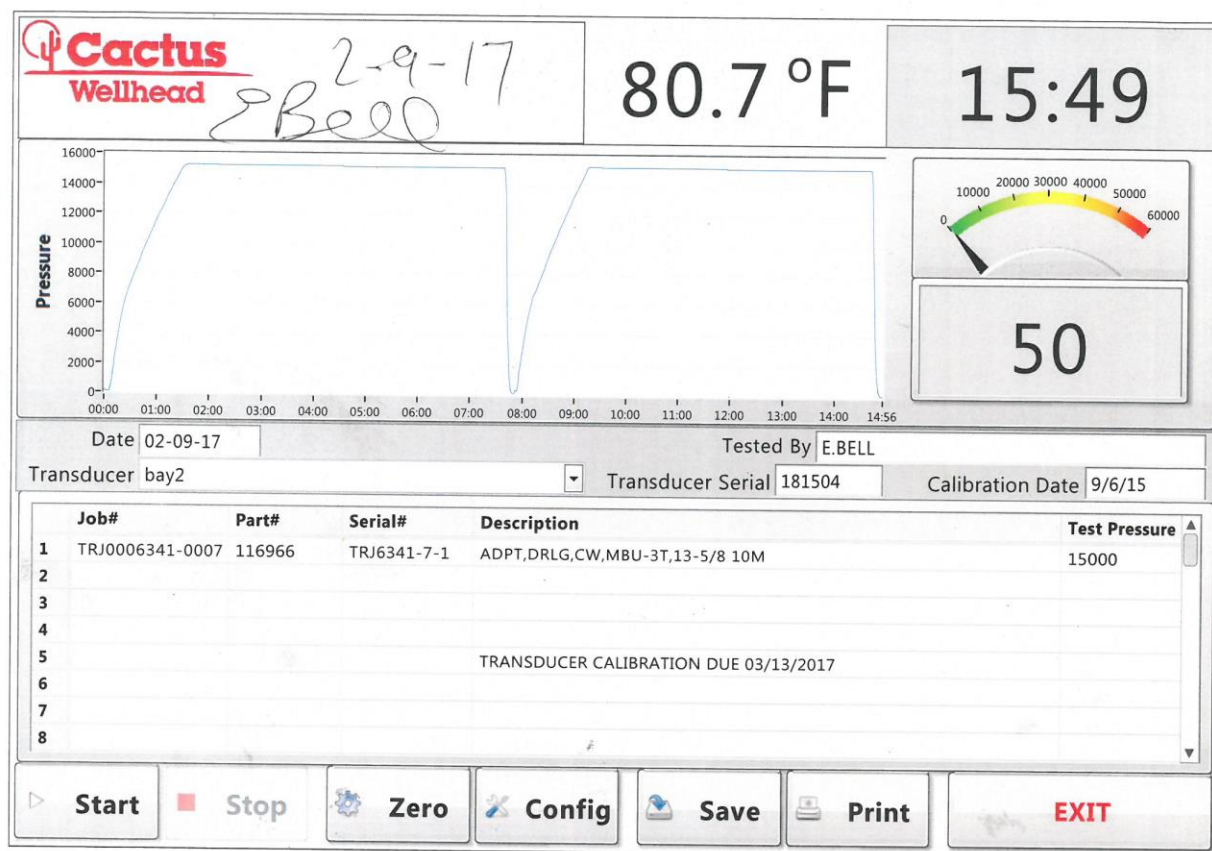 Cactus
Wellhead
2-9-17
EBell
80.7 °F
15:49
Pressure
16000
14000
12000
10000
8000
6000
4000
2000
0
00:00 01:00 02:00 03:00 04:00 05:00 06:00 07:00 08:00 09:00 10:00 11:00 12:00 13:00 14:00 14:56
0 10000 20000 30000 40000 50000 60000
50
Date 02-09-17 Tested By E.BELL
Transducer bay2 Transducer Serial 181504 Calibration Date 9/6/15
Job# Part# Serial# Description Test Pressure
1 TRJ0006341-0007 116966 TRJ6341-7-1 ADPT,DRLG,CW,MBU-3T,13-5/8 10M 15000
2
3
4
5 TRANSDUCER CALIBRATION DUE 03/13/2017
6
7
8
Start Stop Zero Config Save Print EXIT